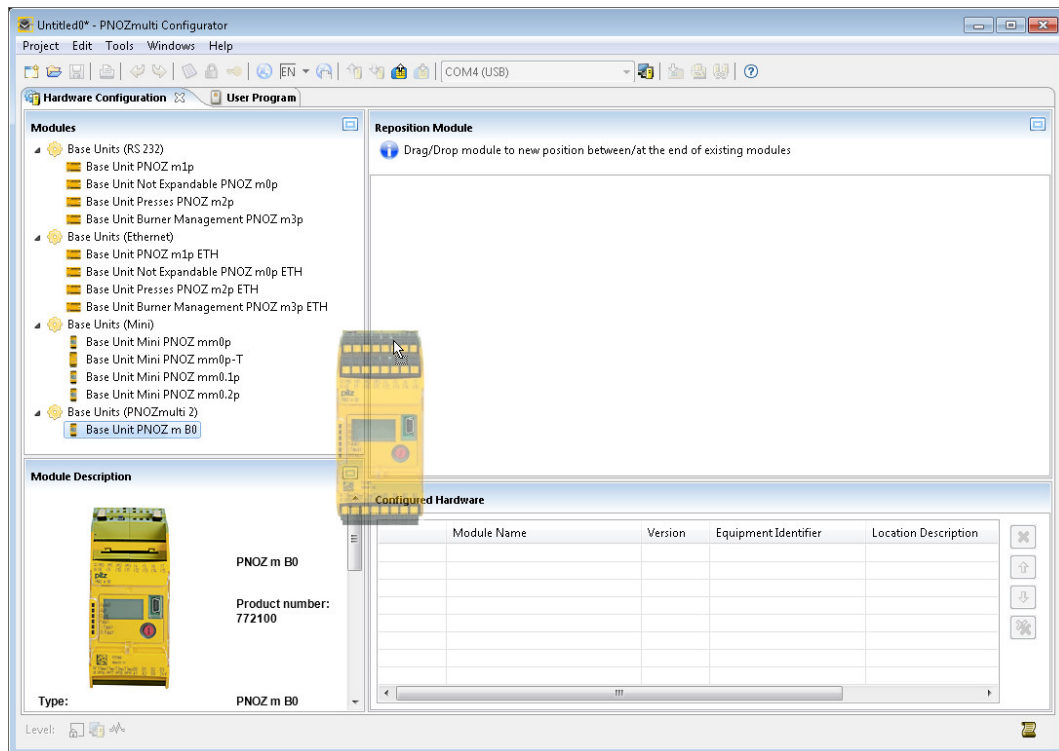 Untitled0* - PNOZmulti Configurator
Project Edit Tools Windows Help
EN COM4 (USB)
Hardware Configuration User Program
Modules
Base Units (RS 232)
Base Unit PNOZ m1p
Base Unit Not Expandable PNOZ m0p
Base Unit Presses PNOZ m2p
Base Unit Burner Management PNOZ m3p
Base Units (Ethernet)
Base Unit PNOZ m1p ETH
Base Unit Not Expandable PNOZ m0p ETH
Base Unit Presses PNOZ m2p ETH
Base Unit Burner Management PNOZ m3p ETH
Base Units (Mini)
Base Unit Mini PNOZ mm0p
Base Unit Mini PNOZ mm0p-T
Base Unit Mini PNOZ mm0.1p
Base Unit Mini PNOZ mm0.2p
Base Units (PNOZmulti 2)
Base Unit PNOZ m B0
Reposition Module
Drag/Drop module to new position between/at the end of existing modules
pilz
Module Description
pilz
PNOZ m B0
Product number:
772100
Type: PNOZ m B0
Configured Hardware
Module Name Version Equipment Identifier Location Description
Level: